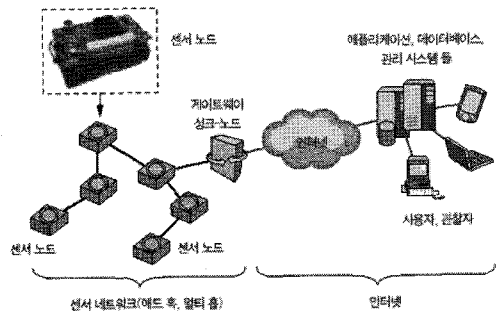 센서 노드
애플리케이션, 데이터베이스,
관리 시스템 등
게이트웨이
싱크-노드
인터넷
사용자, 관찰자
센서 노드
센서 노드
센서 네트워크(애드 혹, 멀티 홉)
인터넷